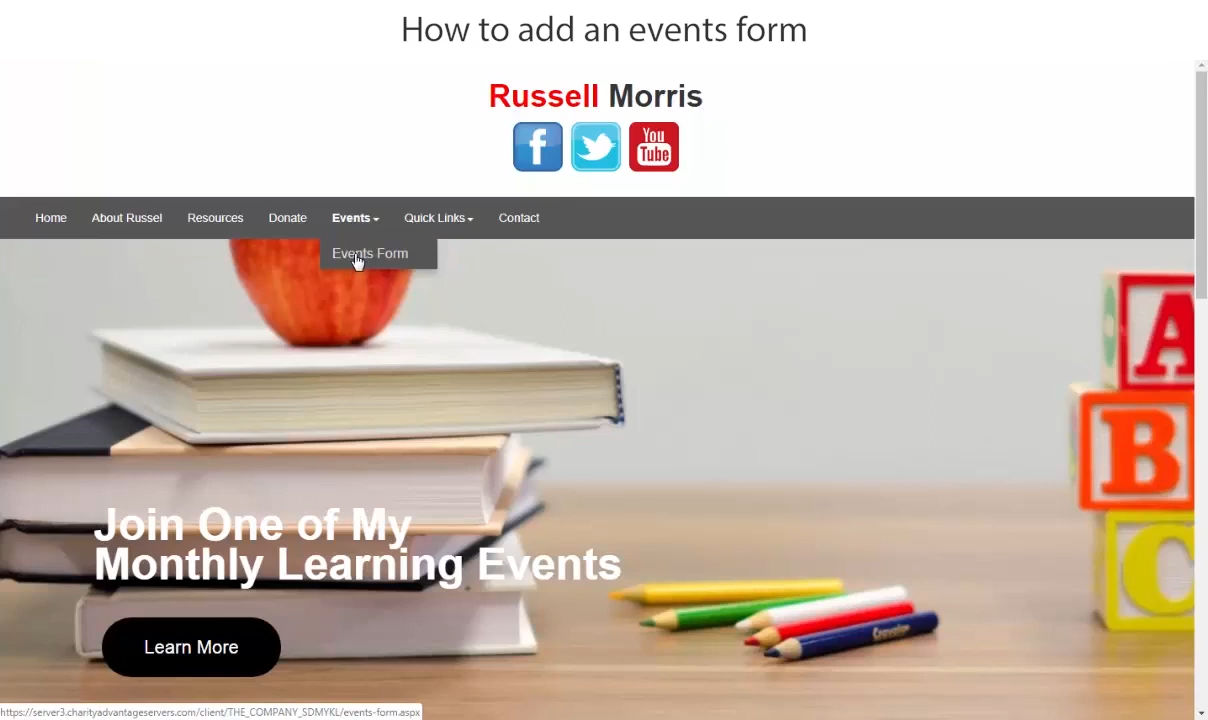 How to add an events form
Russell Morris
f
You
Tube
Home About Russel Resources Donate Events Quick Links Contact
Events Form
A
B
C
Join One of My
Monthly Learning Events
Learn More
https://server3.charityadvantageservers.com/client/THE_COMPANY_SDMYKL/events-form.aspx